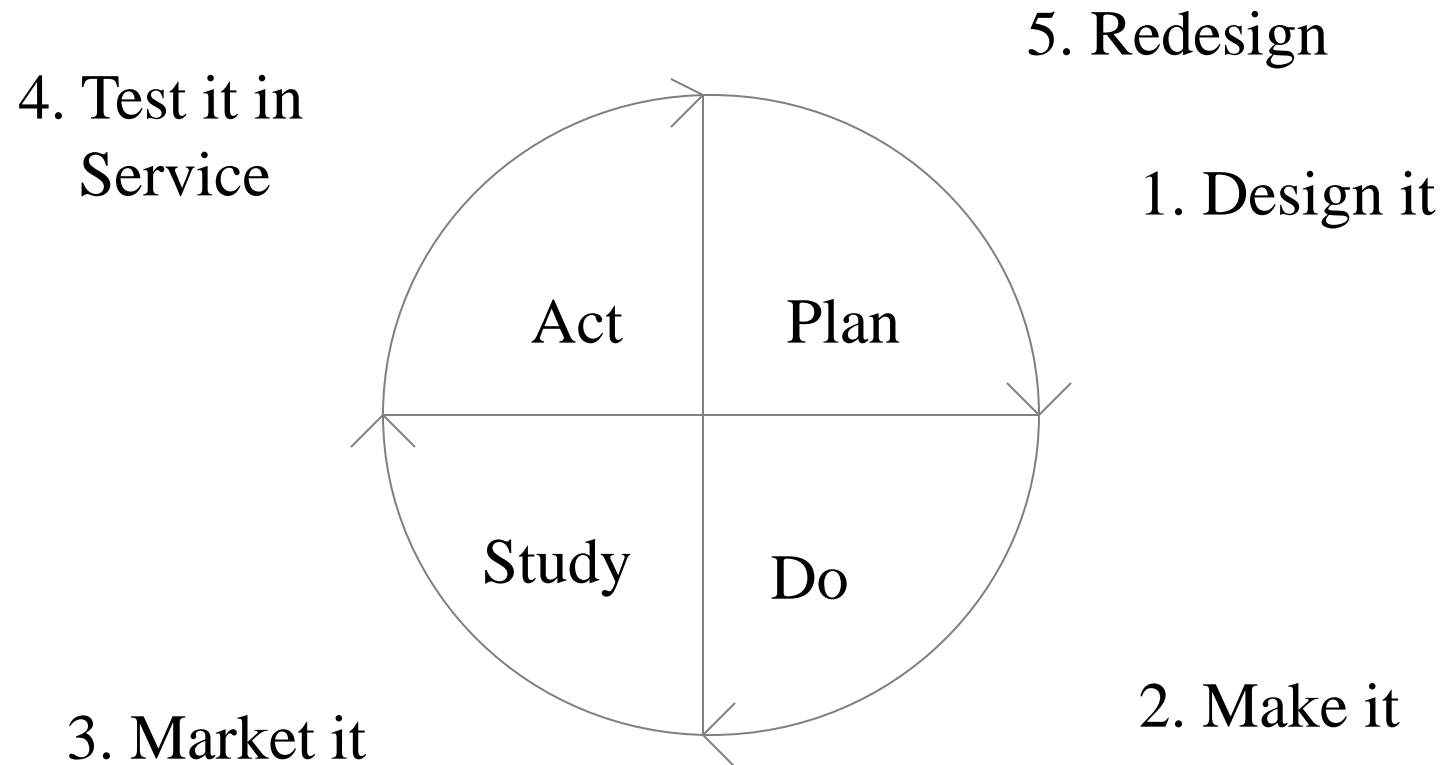 5. Redesign
4. Test it in
Service
1. Design it
Act
Plan
Study
Do
2. Make it
3. Market it